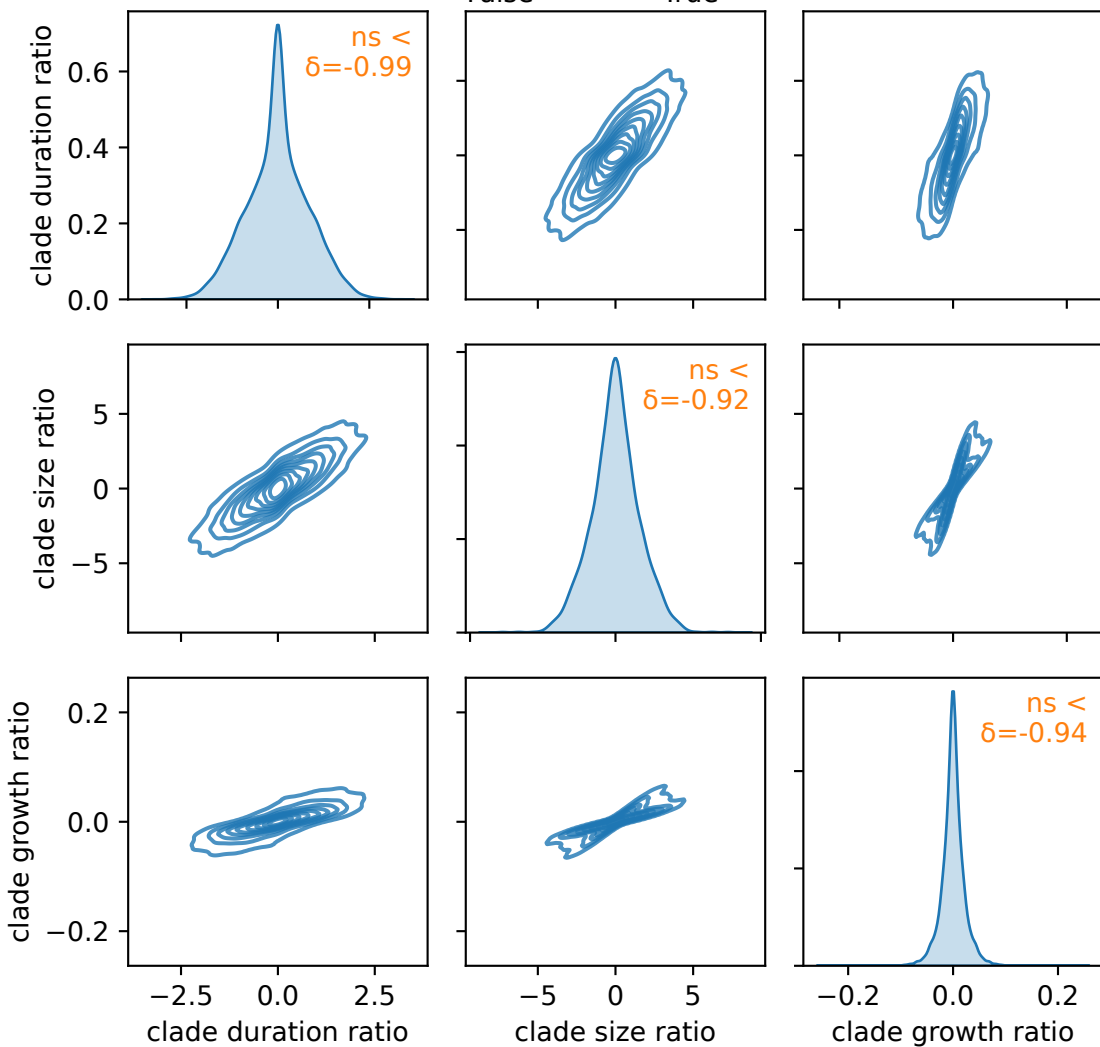 True
clade duration ratio
0.6
0.4
0.2
0.0
ns <
δ=-0.99
clade size ratio
5
0
−5
ns <
δ=-0.92
clade growth ratio
0.2
0.0
−0.2
ns <
δ=-0.94
−2.5 0.0 2.5
−5 0 5
−0.2 0.0 0.2
clade duration ratio
clade size ratio
clade growth ratio